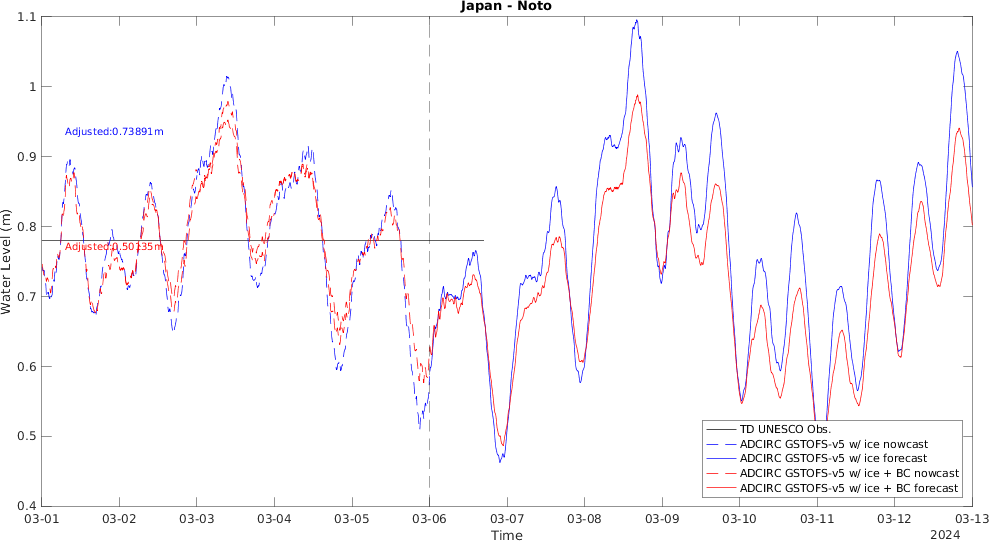 Japan - Noto
1.1
1
0.9
0.8
0.7
0.6
0.5
0.4
Water Level (m)
Adjusted:0.73891m
Adjusted:0.50135m
TD UNESCO Obs.
ADCIRC GSTOFS-v5 w/ ice nowcast
ADCIRC GSTOFS-v5 w/ ice forecast
ADCIRC GSTOFS-v5 w/ ice + BC nowcast
ADCIRC GSTOFS-v5 w/ ice + BC forecast
03-01 03-02 03-03 03-04 03-05 03-06 03-07 03-08 03-09 03-10 03-11 03-12 03-13
Time
2024